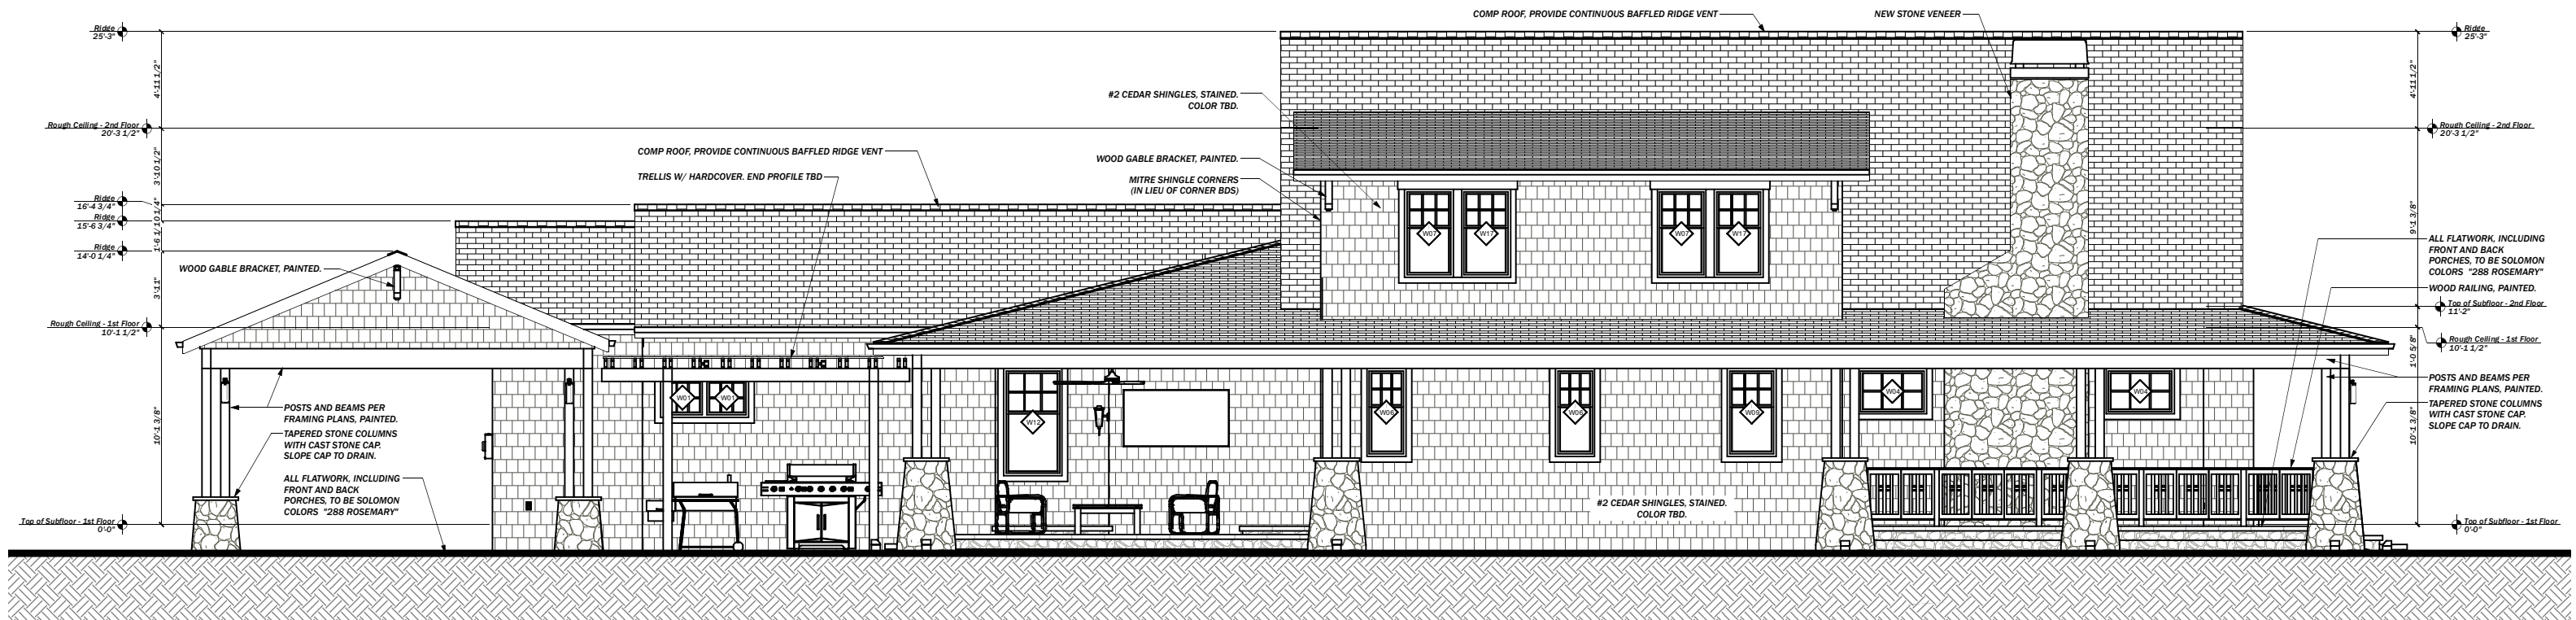 COMP ROOF, PROVIDE CONTINUOUS BAFFLED RIDGE VENT
NEW STONE VENEER
Ridge
25'-3"
Ridge
25'-3"
4'-11 1/2"
4'-11 1/2"
#2 CEDAR SHINGLES, STAINED.
COLOR TBD.
Rough Ceiling - 2nd Floor
20'-3 1/2"
Rough Ceiling - 2nd Floor
20'-3 1/2"
COMP ROOF, PROVIDE CONTINUOUS BAFFLED RIDGE VENT
WOOD GABLE BRACKET, PAINTED.
3'-10 1/2"
TRELLIS W/ HARDCOVER. END PROFILE TBD
MITRE SHINGLE CORNERS
(IN LIEU OF CORNER BDS)
Ridge
16'-4 3/4"
Ridge
15'-6 3/4"
9'-1 3/8"
W07
W17
W07
W17
Ridge
14'-0 1/4"
ALL FLATWORK, INCLUDING
FRONT AND BACK
PORCHES, TO BE SOLOMON
COLORS "288 ROSEMARY"
WOOD GABLE BRACKET, PAINTED.
3'-11"
WOOD RAILING, PAINTED.
Top of Subfloor - 2nd Floor
11'-2"
Rough Ceiling - 1st Floor
10'-1 1/2"
1'-0 5/8"
Rough Ceiling - 1st Floor
10'-1 1/2"
POSTS AND BEAMS PER
FRAMING PLANS, PAINTED.
W01
W01
W12
W06
W06
W04
POSTS AND BEAMS PER
FRAMING PLANS, PAINTED.
TAPERED STONE COLUMNS
WITH CAST STONE CAP.
SLOPE CAP TO DRAIN.
10'-1 3/8"
TAPERED STONE COLUMNS
WITH CAST STONE CAP.
SLOPE CAP TO DRAIN.
10'-1 3/8"
ALL FLATWORK, INCLUDING
FRONT AND BACK
PORCHES, TO BE SOLOMON
COLORS "288 ROSEMARY"
#2 CEDAR SHINGLES, STAINED.
COLOR TBD.
Top of Subfloor - 1st Floor
0'-0"
Top of Subfloor - 1st Floor
0'-0"